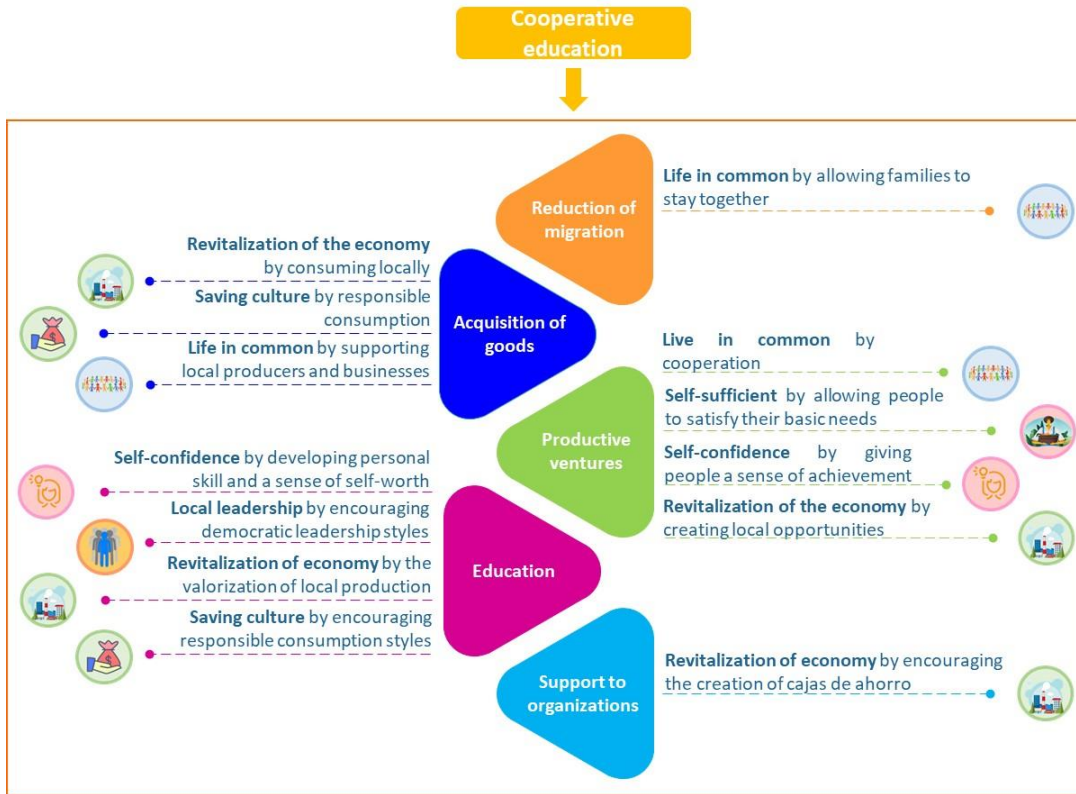 Cooperative
education
Reduction of
migration
Life in common by allowing families to
stay together
Revitalization of the economy
by consuming locally
Saving culture by responsible
consumption
Life in common by supporting
local producers and businesses
Acquisition of
goods
Live in common by
cooperation
Self-sufficient by allowing people
to satisfy their basic needs
Self-confidence by giving
people a sense of achievement
Revitalization of the economy by
creating local opportunities
Productive
ventures
Self-confidence by developing personal
skill and a sense of self-worth
Local leadership by encouraging
democratic leadership styles
Revitalization of economy by the
valorization of local production
Saving culture by encouraging
responsible consumption styles
Education
Support to
organizations
Revitalization of economy by encouraging
the creation of cajas de ahorro